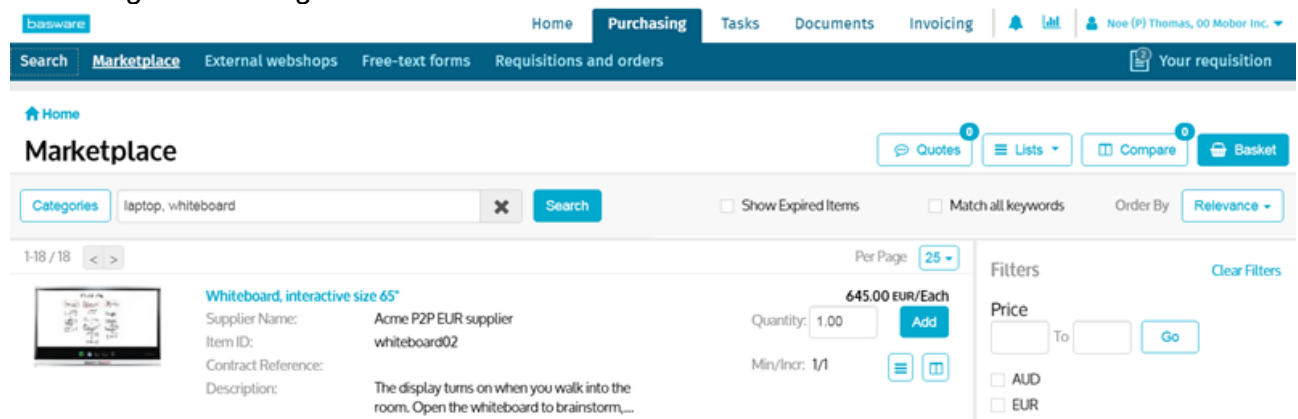 basware
Home Purchasing Tasks Documents Invoicing Noe (P) Thomas, 00 Mobor Inc.
Search Marketplace External webshops Free-text forms Requisitions and orders 2 Your requisition
Home
Marketplace
Quotes 0 Lists Compare 0 Basket
Categories laptop, whiteboard Search Show Expired Items Match all keywords Order By Relevance
1-18 / 18 < > Per Page 25
Filters Clear Filters
Whiteboard, interactive size 65" 645.00 EUR/Each
Price
Supplier Name: Acme P2P EUR supplier Quantity: 1.00 Add
To Go
Item ID: whiteboard02
Contract Reference: Min/Incr: 1/1
AUD
Description: The display turns on when you walk into the
room. Open the whiteboard to brainstorm,...
EUR